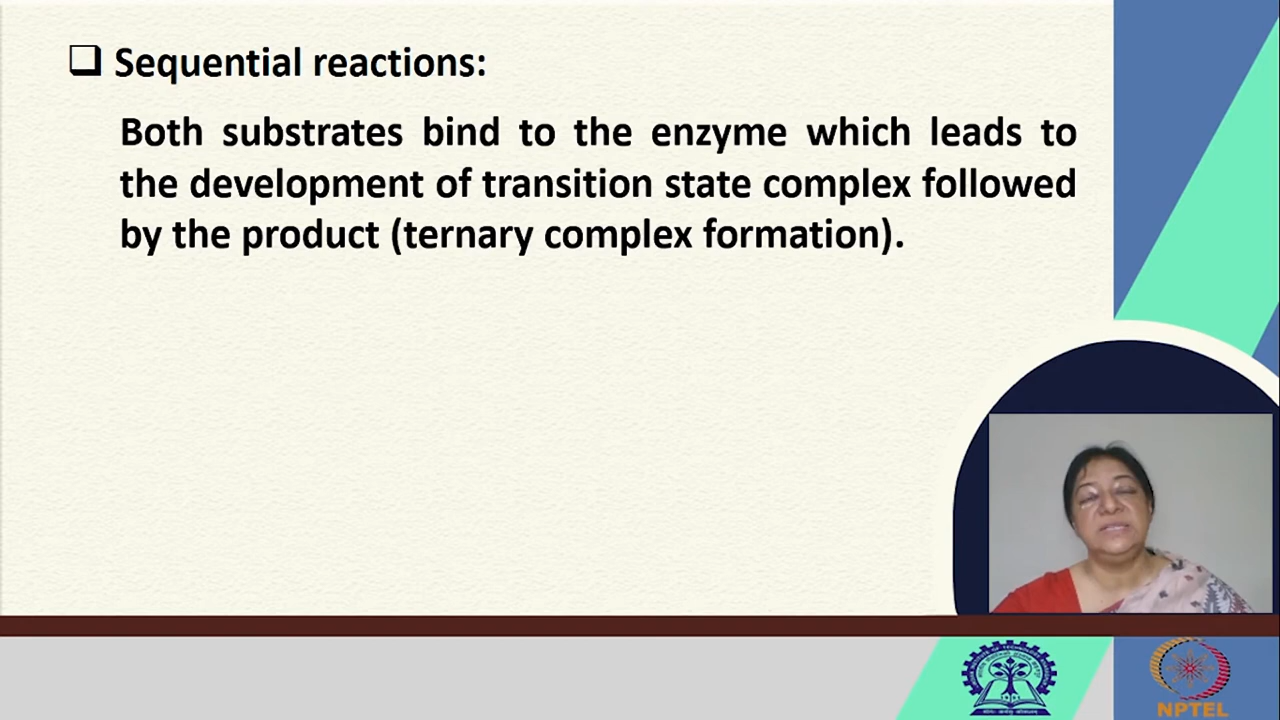 Sequential reactions:
Both substrates bind to the enzyme which leads to
the development of transition state complex followed
by the product (ternary complex formation).
NPTEL